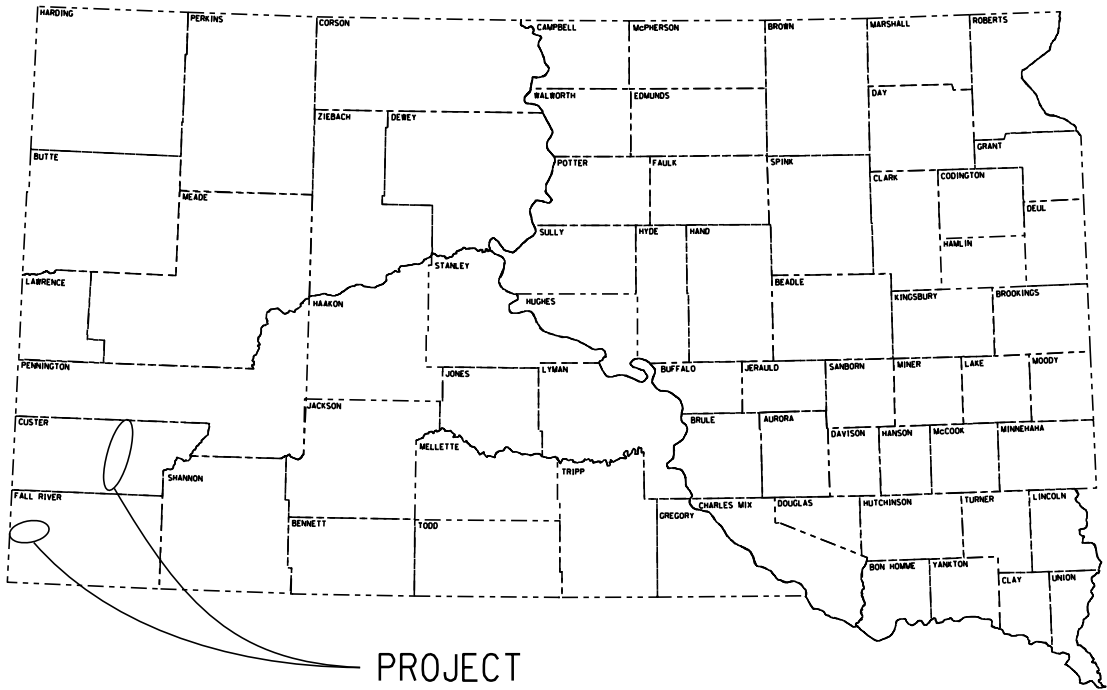 HARDING
PERKINS
CORSON
CAMPBELL
McPHERSON
BROWN
MARSHALL
ROBERTS
WALWORTH
EDMUNDS
DAY
ZIEBACH
DEWEY
GRANT
BUTTE
POTTER
FAULK
SPINK
CLARK
CODINGTON
MEADE
DEUL
SULLY
HYDE
HAND
HAMLIN
STANLEY
LAWRENCE
BEADLE
HAAKON
HUGHES
KINGSBURY
BROOKINGS
PENNINGTON
JONES
LYMAN
BUFFALO
JERAULD
SANBORN
MINER
LAKE
MOODY
JACKSON
CUSTER
BRULE
AURORA
DAVISON
HANSON
McCOOK
MINNEHAHA
MELLETTE
SHANNON
TRIPP
FALL RIVER
GREGORY
CHARLES MIX
DOUGLAS
HUTCHINSON
TURNER
LINCOLN
BENNETT
TODD
BON HOMME
YANKTON
CLAY
UNION
PROJECT